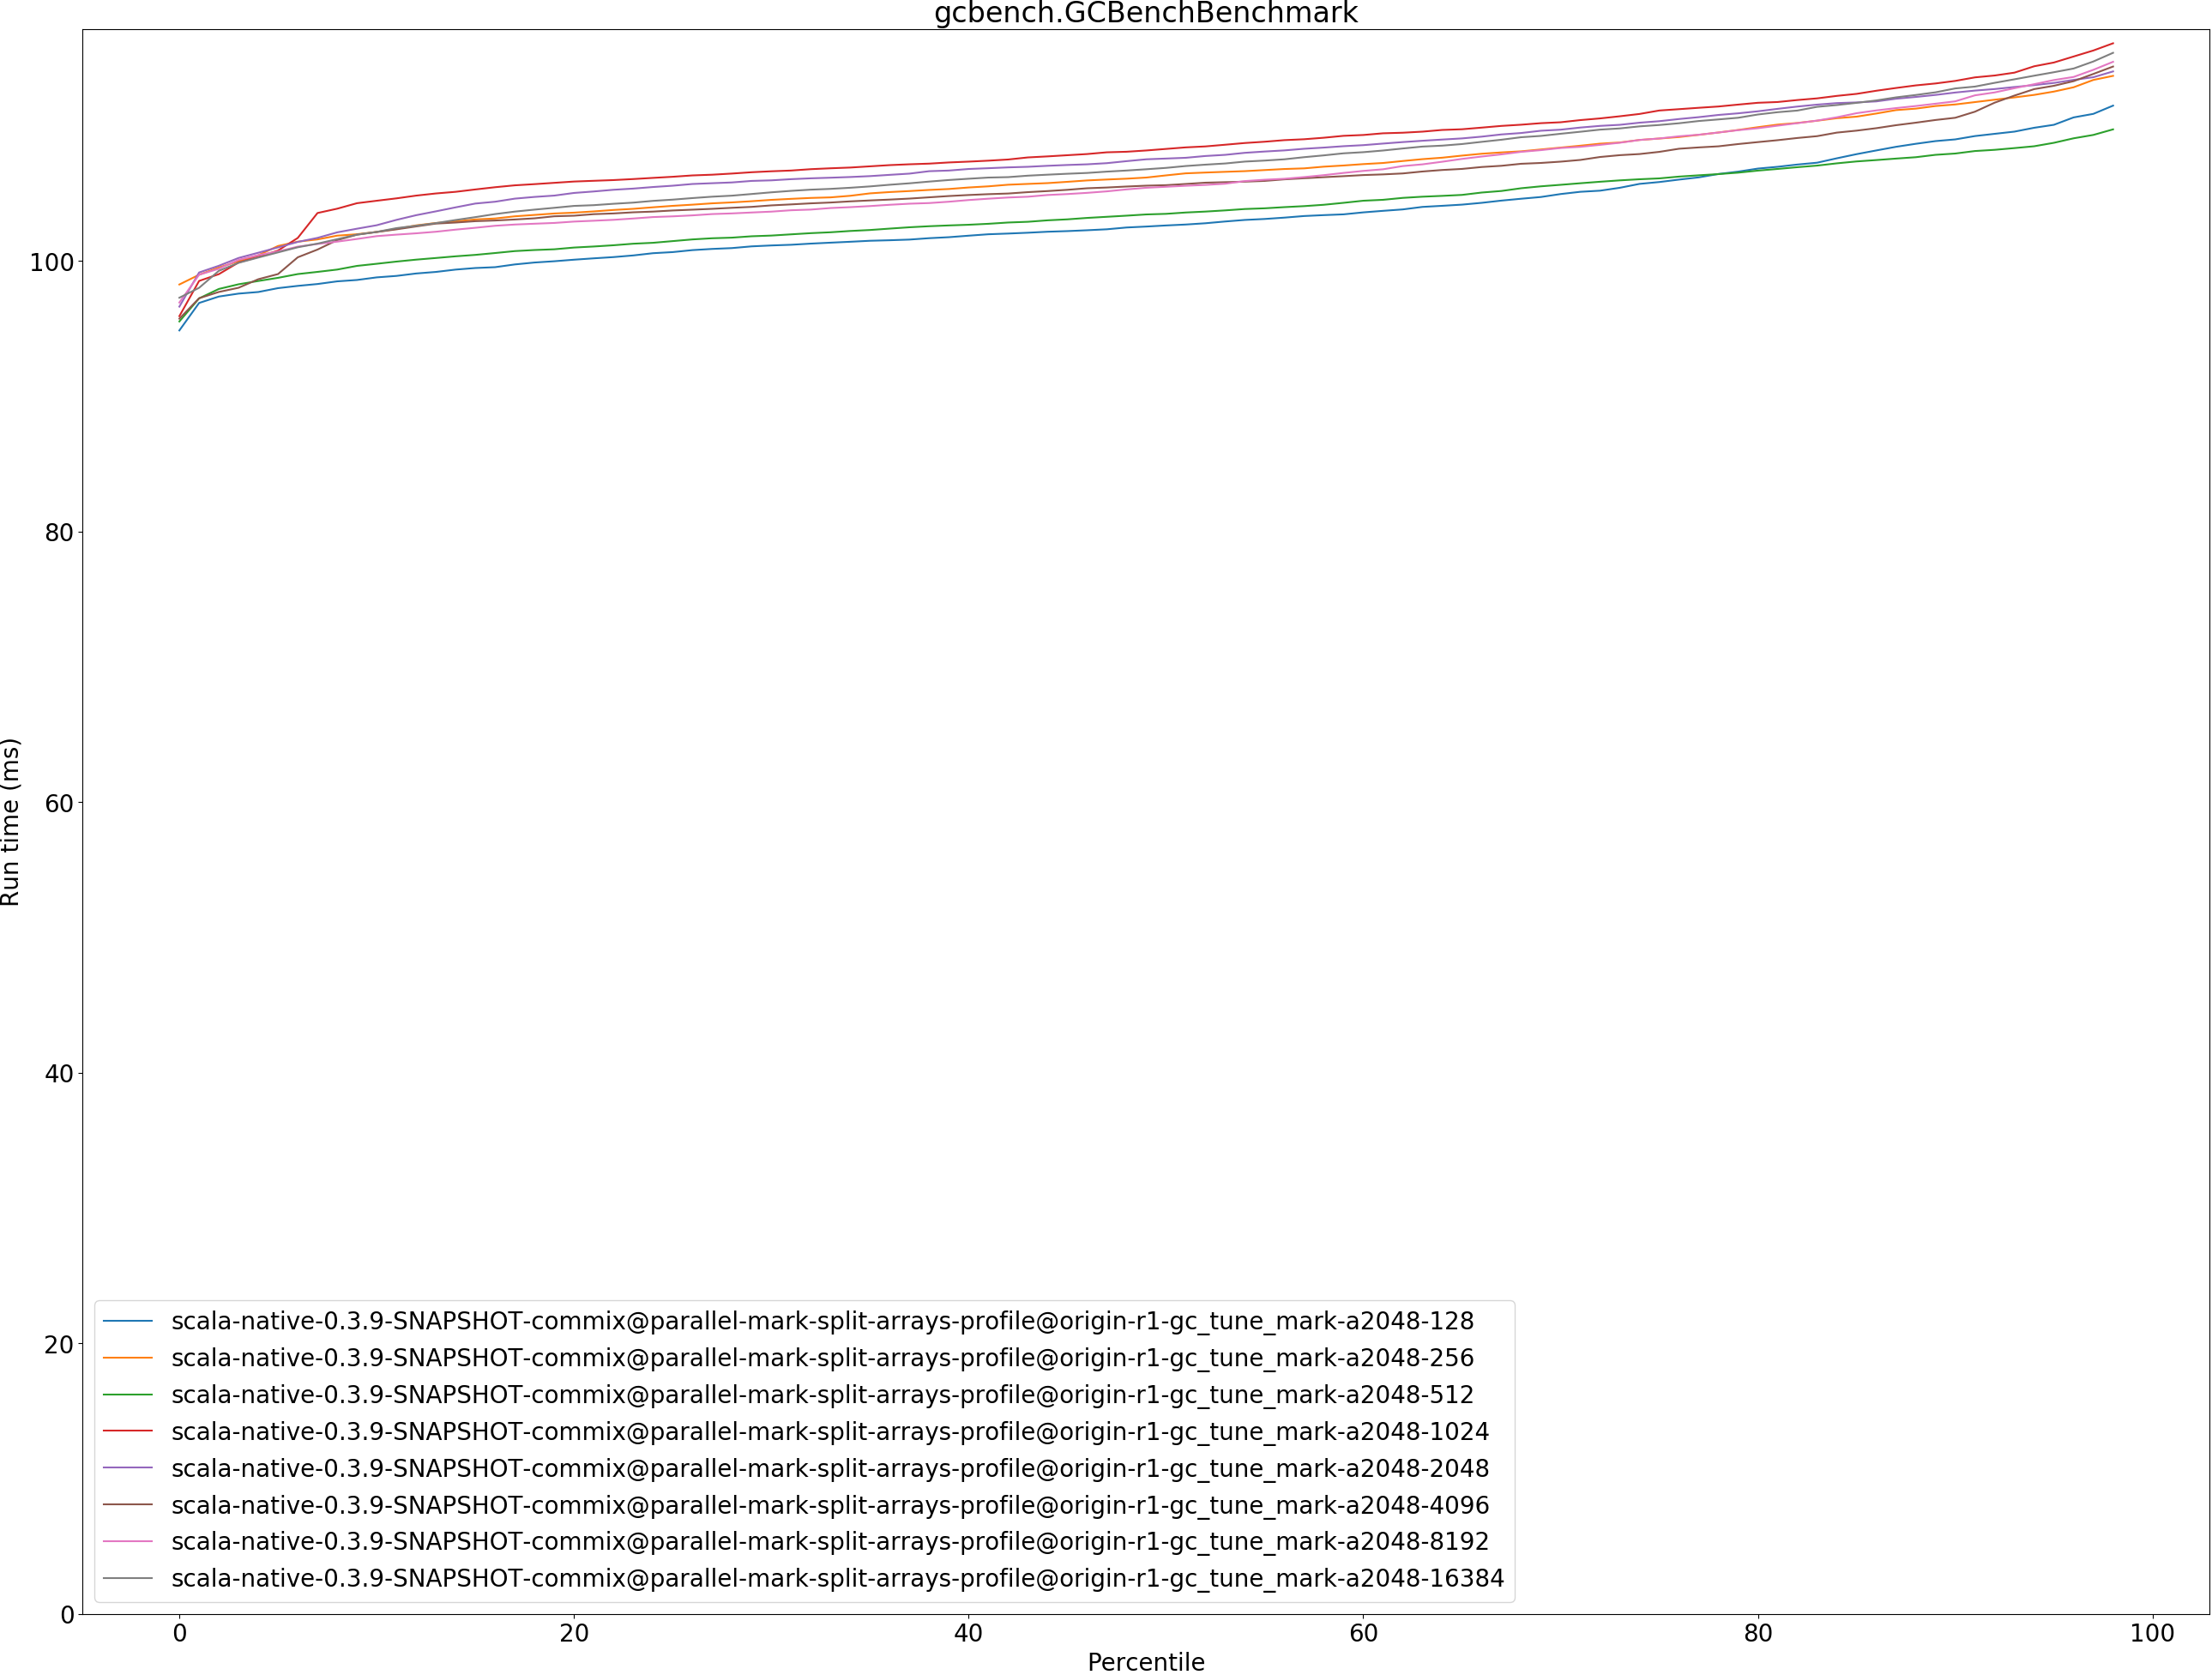 gcbench.GCBenchBenchmark
Run time (ms)
100
80
60
40
20
0
scala-native-0.3.9-SNAPSHOT-commix@parallel-mark-split-arrays-profile@origin-r1-gc_tune_mark-a2048-128
scala-native-0.3.9-SNAPSHOT-commix@parallel-mark-split-arrays-profile@origin-r1-gc_tune_mark-a2048-256
scala-native-0.3.9-SNAPSHOT-commix@parallel-mark-split-arrays-profile@origin-r1-gc_tune_mark-a2048-512
scala-native-0.3.9-SNAPSHOT-commix@parallel-mark-split-arrays-profile@origin-r1-gc_tune_mark-a2048-1024
scala-native-0.3.9-SNAPSHOT-commix@parallel-mark-split-arrays-profile@origin-r1-gc_tune_mark-a2048-2048
scala-native-0.3.9-SNAPSHOT-commix@parallel-mark-split-arrays-profile@origin-r1-gc_tune_mark-a2048-4096
scala-native-0.3.9-SNAPSHOT-commix@parallel-mark-split-arrays-profile@origin-r1-gc_tune_mark-a2048-8192
scala-native-0.3.9-SNAPSHOT-commix@parallel-mark-split-arrays-profile@origin-r1-gc_tune_mark-a2048-16384
0 20 40 60 80 100
Percentile